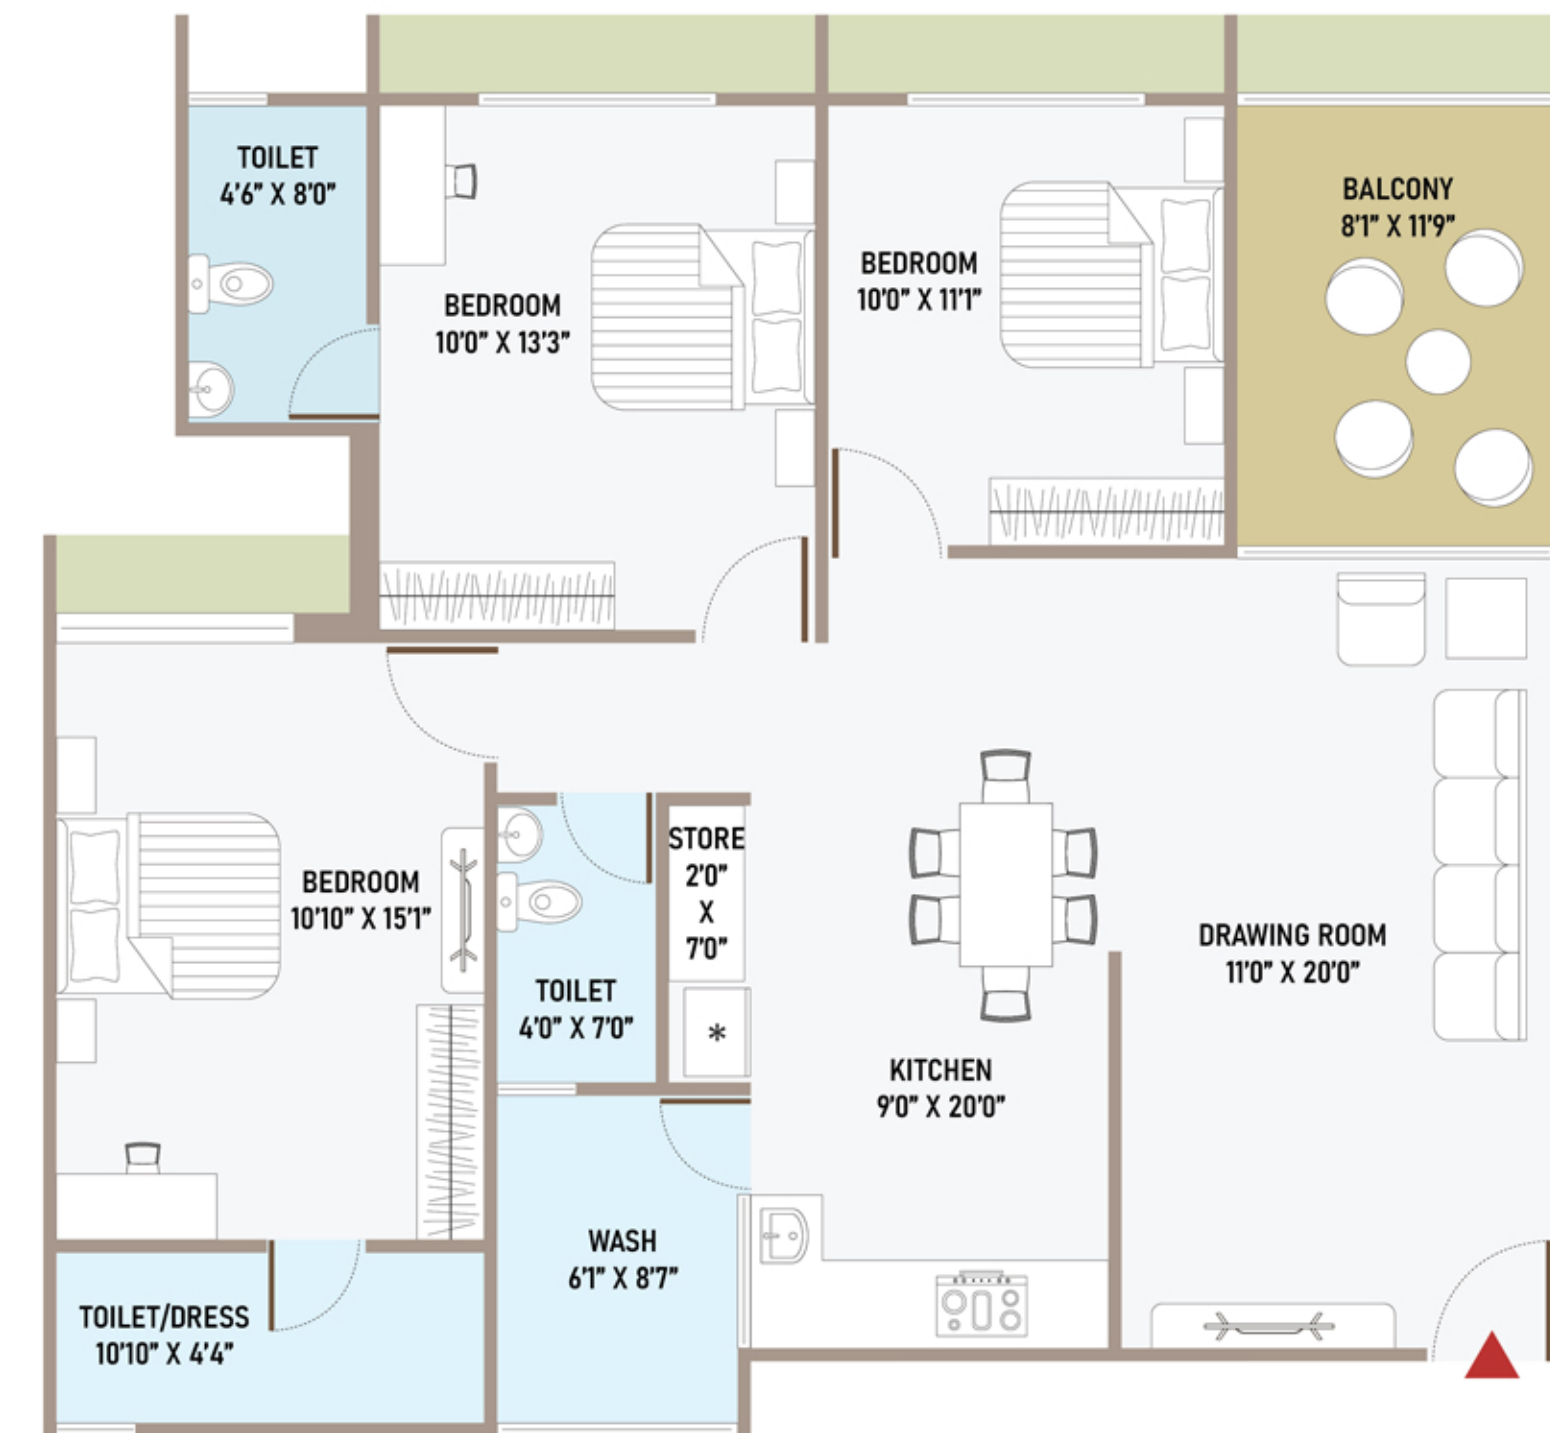 TOILET
4'6” X 8'0”
BEDROOM
10'0” X 13'3”
BEDROOM
10'0” X 11'1”
BALCONY
8'1” X 11'9”
BEDROOM
10'10” X 15'1”
TOILET
4'0” X 7'0”
STORE
2'0”
X
7'0”
*
KITCHEN
9'0” X 20'0”
DRAWING ROOM
11'0” X 20'0”
WASH
6'1” X 8'7”
TOILET/DRESS
10'10” X 4'4”